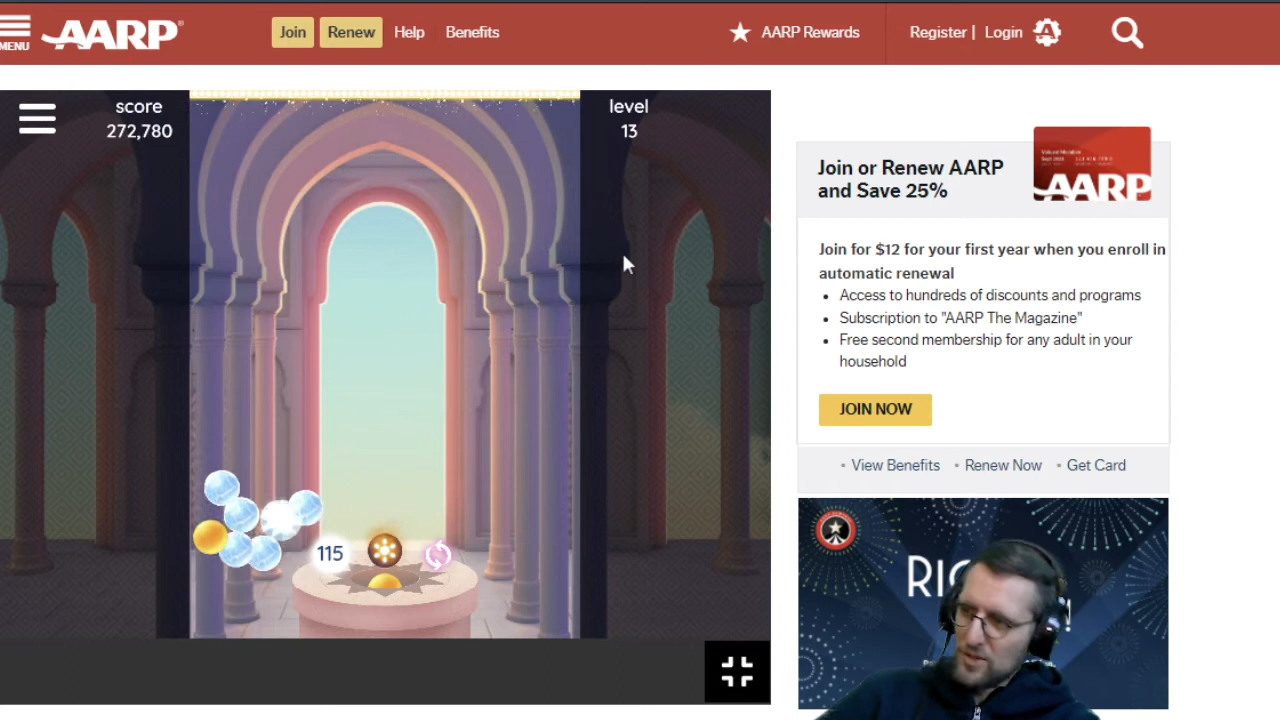 MENU
AARP
Join
Renew
Help
Benefits
AARP Rewards
Register |
Login
score
272,780
level
13
115
Join or Renew AARP
and Save 25%
AARP
Join for $12 for your first year when you enroll in
automatic renewal
• Access to hundreds of discounts and programs
• Subscription to "AARP The Magazine"
• Free second membership for any adult in your
household
JOIN NOW
• View Benefits
• Renew Now
• Get Card